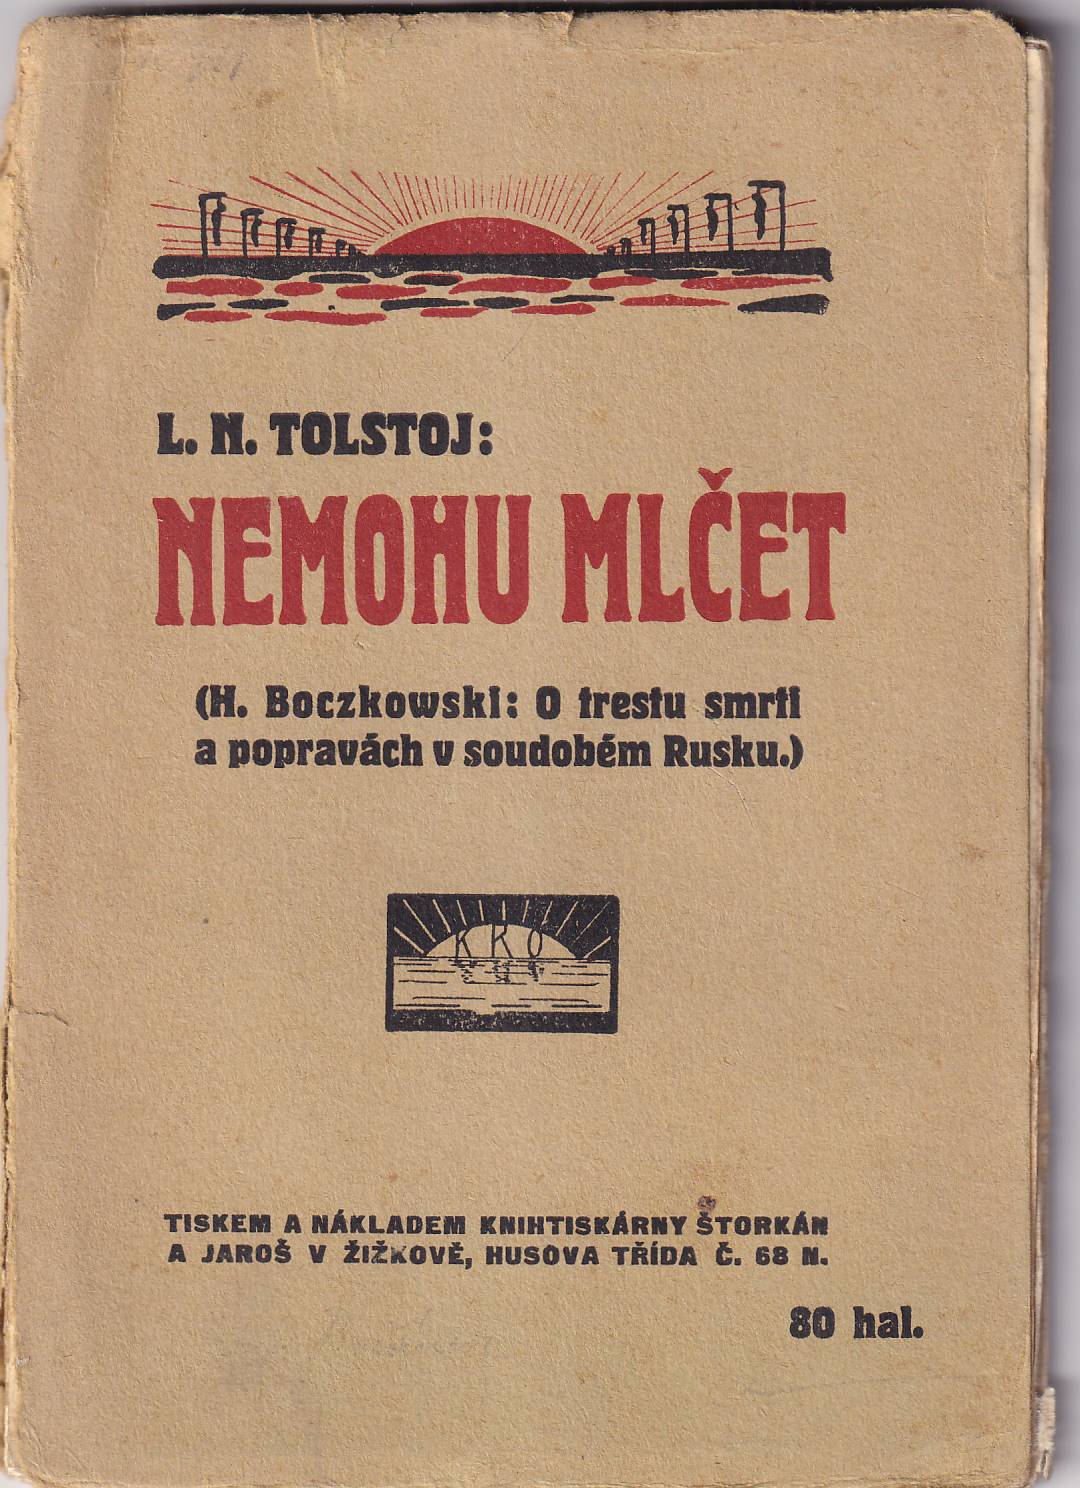 L. N. TOLSTOJ:
NEMOHU MLČET
(H. Boczkowski: O trestu smrti
a popravách v soudobém Rusku.)
KRO
TISKEM A NÁKLADEM KNIHTISKÁRNY ŠTORKÁN
A JAROŠ V ŽIŽKOVĚ, HUSOVA TŘÍDA Č. 68 N.
80 hal.